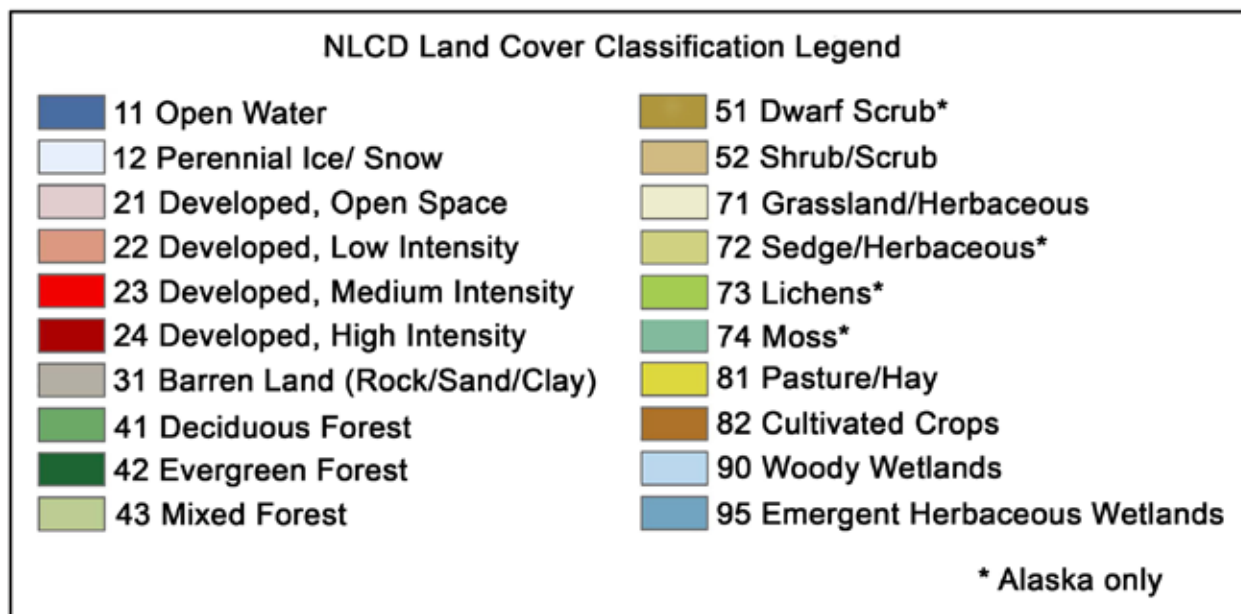 NLCD Land Cover Classification Legend
11 Open Water
12 Perennial Ice/ Snow
21 Developed, Open Space
22 Developed, Low Intensity
23 Developed, Medium Intensity
24 Developed, High Intensity
31 Barren Land (Rock/Sand/Clay)
41 Deciduous Forest
42 Evergreen Forest
43 Mixed Forest
51 Dwarf Scrub*
52 Shrub/Scrub
71 Grassland/Herbaceous
72 Sedge/Herbaceous*
73 Lichens*
74 Moss*
81 Pasture/Hay
82 Cultivated Crops
90 Woody Wetlands
95 Emergent Herbaceous Wetlands
* Alaska only